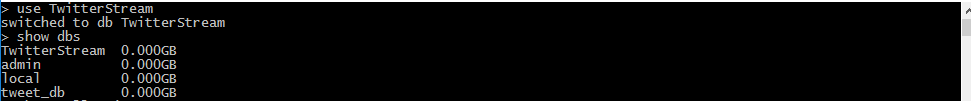 > use TwitterStream
switched to db TwitterStream
> show dbs
TwitterStream  0.000GB
admin          0.000GB
local          0.000GB
tweet_db       0.000GB